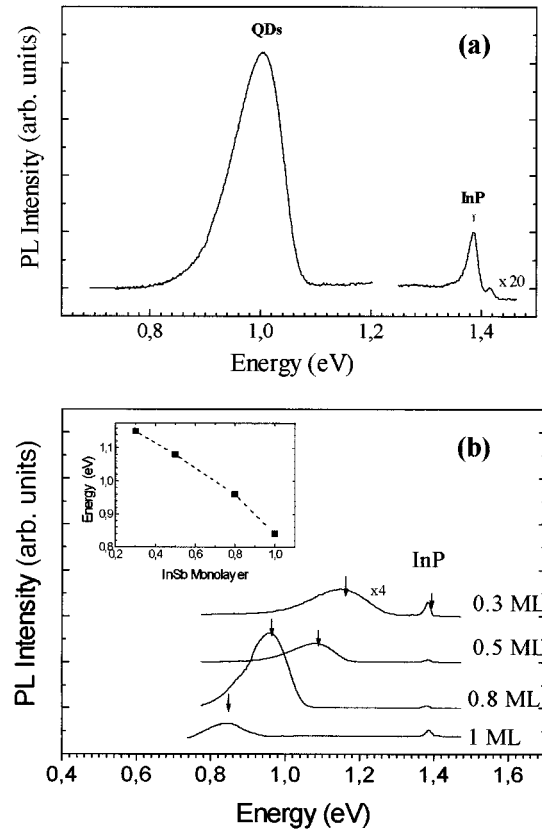 (a)
QDs
InP
x 20
PL Intensity (arb. units)
0,8 1,0 1,2 1,4
Energy (eV)
(b)
1,1
1,0
0,9
0,8
Energy (eV)
0,2 0,4 0,6 0,8 1,0
InSb Monolayer
InP
x4
0.3 ML
0.5 ML
0.8 ML
1 ML
PL Intensity (arb. units)
0,4 0,6 0,8 1,0 1,2 1,4 1,6
Energy (eV)